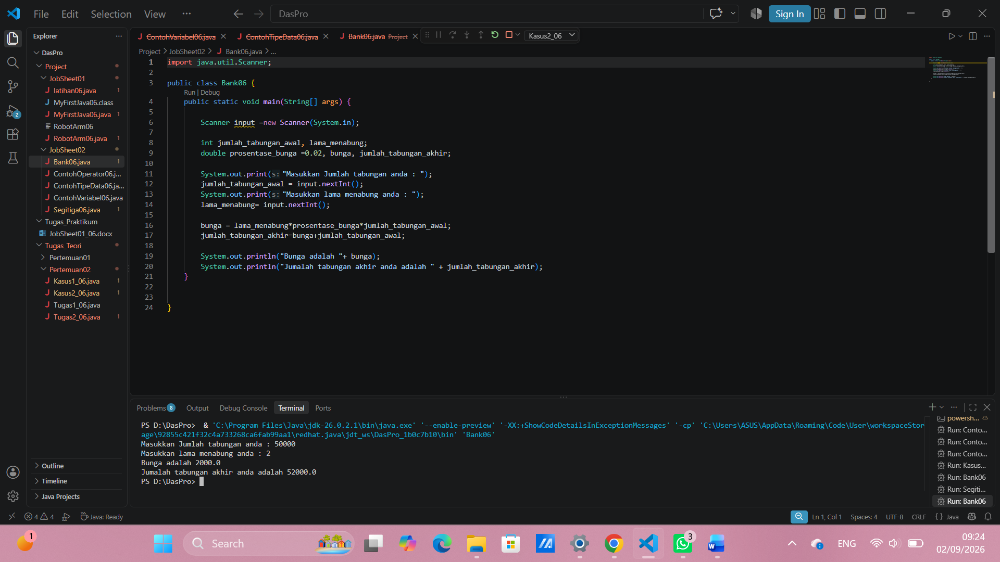 File Edit Selection View ··· DasPro Sign In
Explorer ···
ContohVariabel06.java ContohTipeData06.java Bank06.java Project Kasus2_06
DasPro
Project > JobSheet02 > Bank06.java > ...
Project
JobSheet01
latihan06.java 1
MyFirstJava06.class
MyFirstJava06.java 1
RobotArm06
RobotArm06.java 1
JobSheet02
Bank06.java 1
ContohOperator06.j...
ContohTipeData06.ja...
ContohVariabel06.java
Segitiga06.java 1
Tugas_Praktikum
JobSheet01_06.docx
Tugas_Teori
Pertemuan01
Pertemuan02
Kasus1_06.java 1
Kasus2_06.java 1
Tugas1_06.java
Tugas2_06.java 1
Outline
Timeline
Java Projects
2
1 import java.util.Scanner;
2
3 public class Bank06 {
Run | Debug
4 public static void main(String[] args) {
5
6 Scanner input =new Scanner(System.in);
7
8 int jumlah_tabungan_awal, lama_menabung;
9 double prosentase_bunga =0.02, bunga, jumlah_tabungan_akhir;
10
11 System.out.print(s: "Masukkan Jumlah tabungan anda : ");
12 jumlah_tabungan_awal = input.nextInt();
13 System.out.print(s: "Masukkan lama menabung anda : ");
14 lama_menabung= input.nextInt();
15
16 bunga = lama_menabung*prosentase_bunga*jumlah_tabungan_awal;
17 jumlah_tabungan_akhir=bunga+jumlah_tabungan_awal;
18
19 System.out.println("Bunga adalah "+ bunga);
20 System.out.println("Jumalah tabungan akhir anda adalah " + jumlah_tabungan_akhir);
21 }
22
23
24 }
Problems 8 Output Debug Console Terminal Ports
PS D:\DasPro> & 'C:\Program Files\Java\jdk-26.0.2.1\bin\java.exe' '--enable-preview' '-XX:+ShowCodeDetailsInExceptionMessages' '-cp' 'C:\Users\ASUS\AppData\Roaming\Code\User\workspaceStor
age\92855c421f32c4a733268ca6fab99aa1\redhat.java\jdt_ws\DasPro_1b0c7b10\bin' 'Bank06'
Masukkan Jumlah tabungan anda : 50000
Masukkan lama menabung anda : 2
Bunga adalah 2000.0
Jumalah tabungan akhir anda adalah 52000.0
PS D:\DasPro>
powersh...
Run: Conto...
Run: Conto...
Run: Conto...
Run: Kasus...
Run: Bank06
Run: Segiti...
Run: Bank06
4 4 Java: Ready Ln 1, Col 1 Spaces: 4 UTF-8 CRLF {} Java
1 Search 3 ENG 09:24
02/09/2026